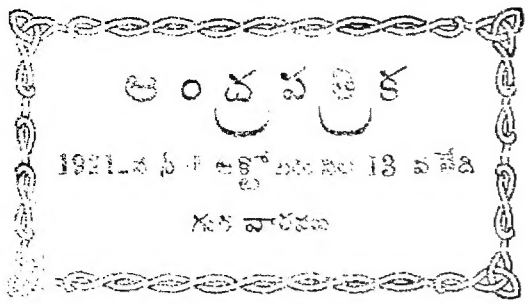 ఆంద్రపత్రిక
1921-వ సం॥ అక్టోబరు నెల 13 వ తేది
గురువారము